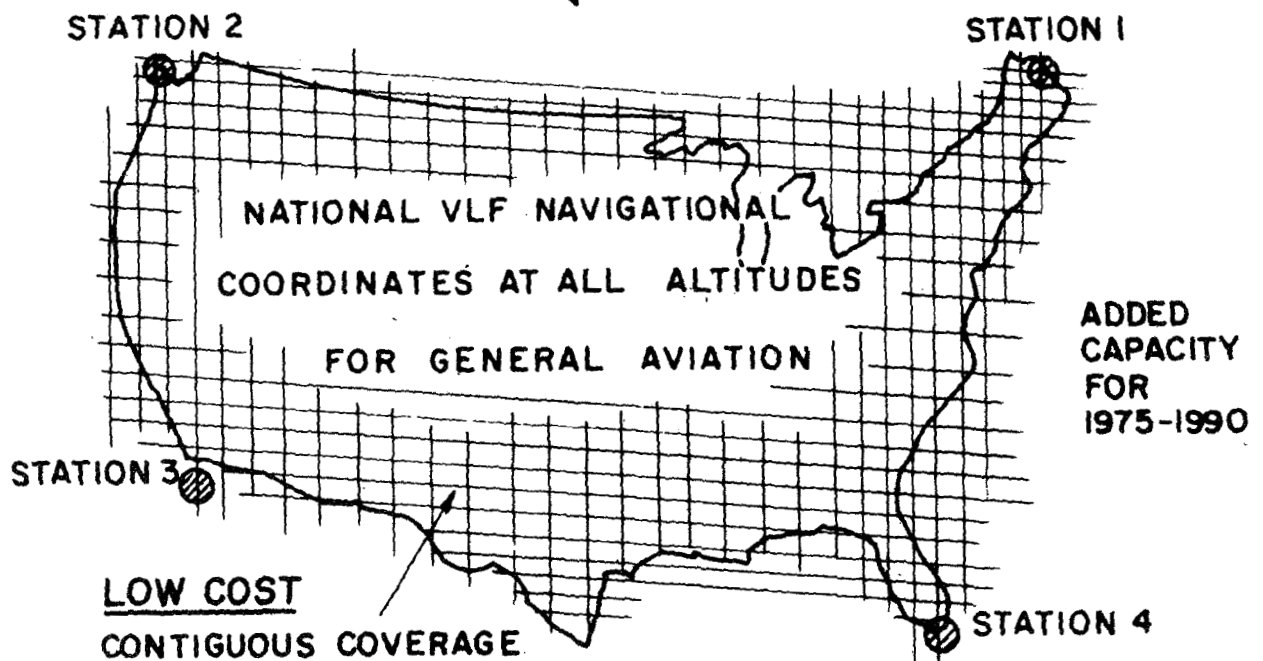 STATION 2
STATION 1
NATIONAL VLF NAVIGATIONAL
COORDINATES AT ALL ALTITUDES
FOR GENERAL AVIATION
ADDED
CAPACITY
FOR
1975-1990
STATION 3
LOW COST
CONTIGUOUS COVERAGE
STATION 4